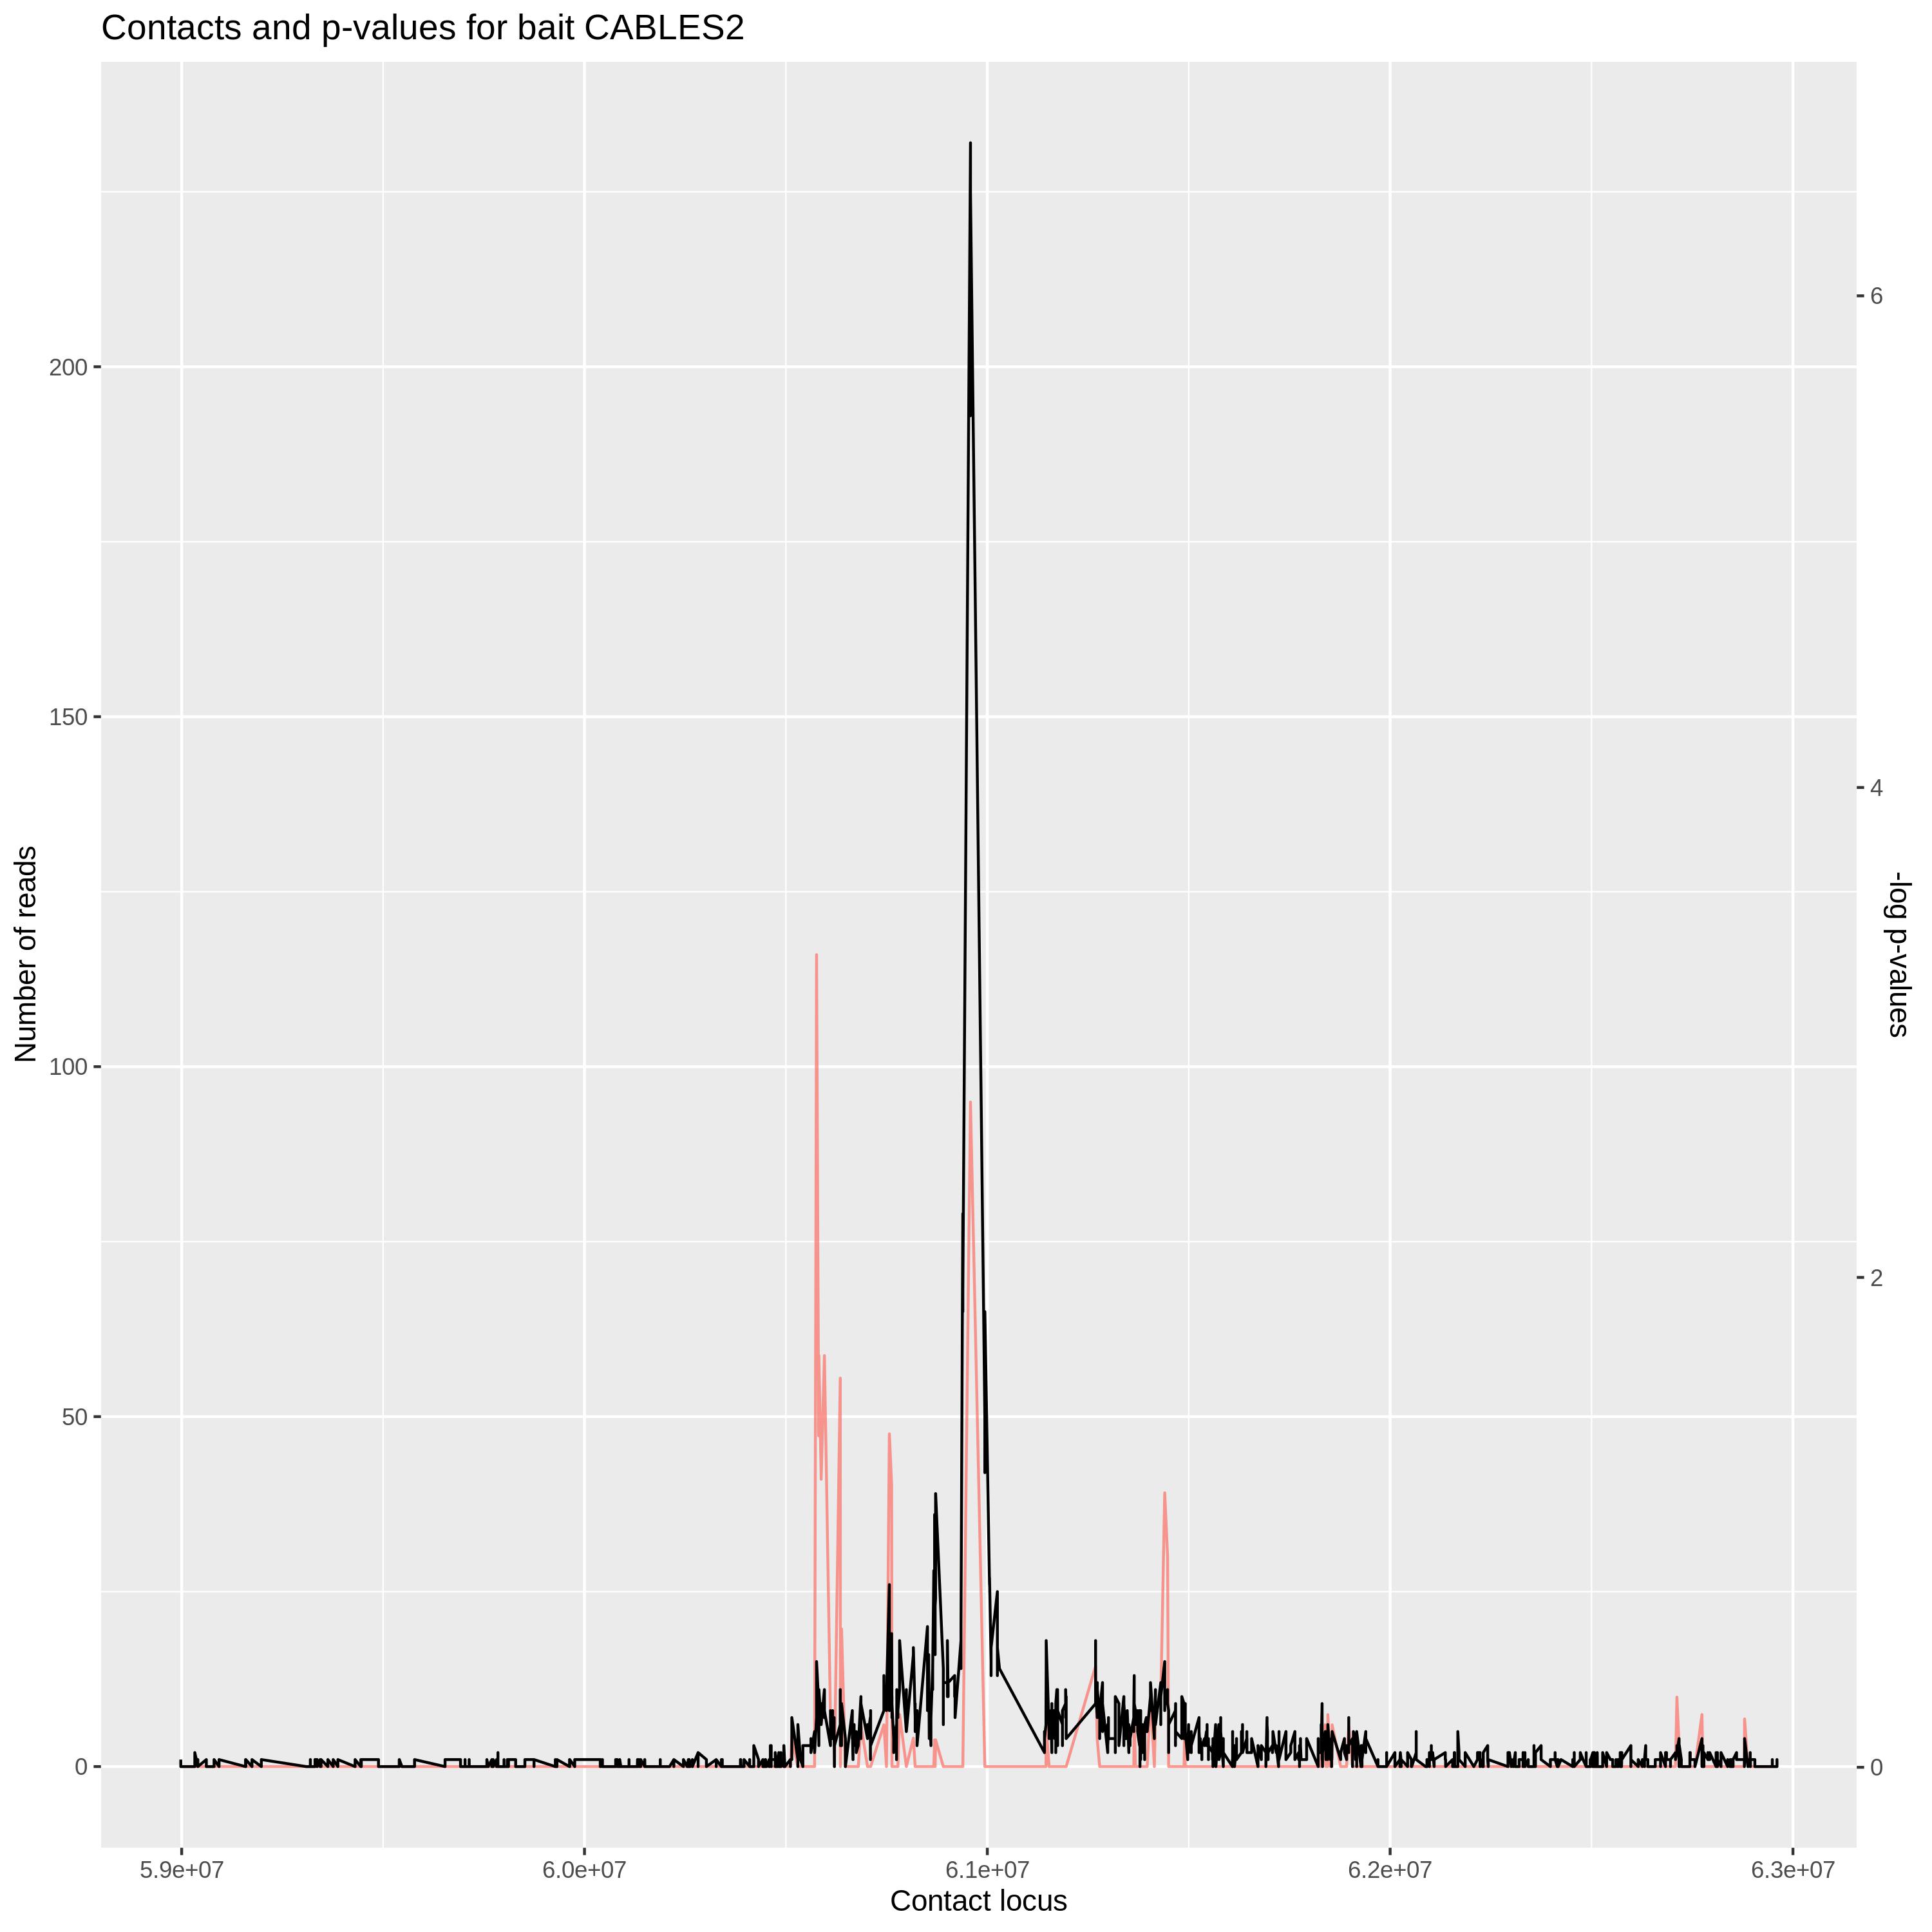 Contacts and p-values for bait CABLES2
200
150
100
50
0
Number of reads
6
4
2
0
-log p-values
5.9e+07
6.0e+07
6.1e+07
6.2e+07
6.3e+07
Contact locus